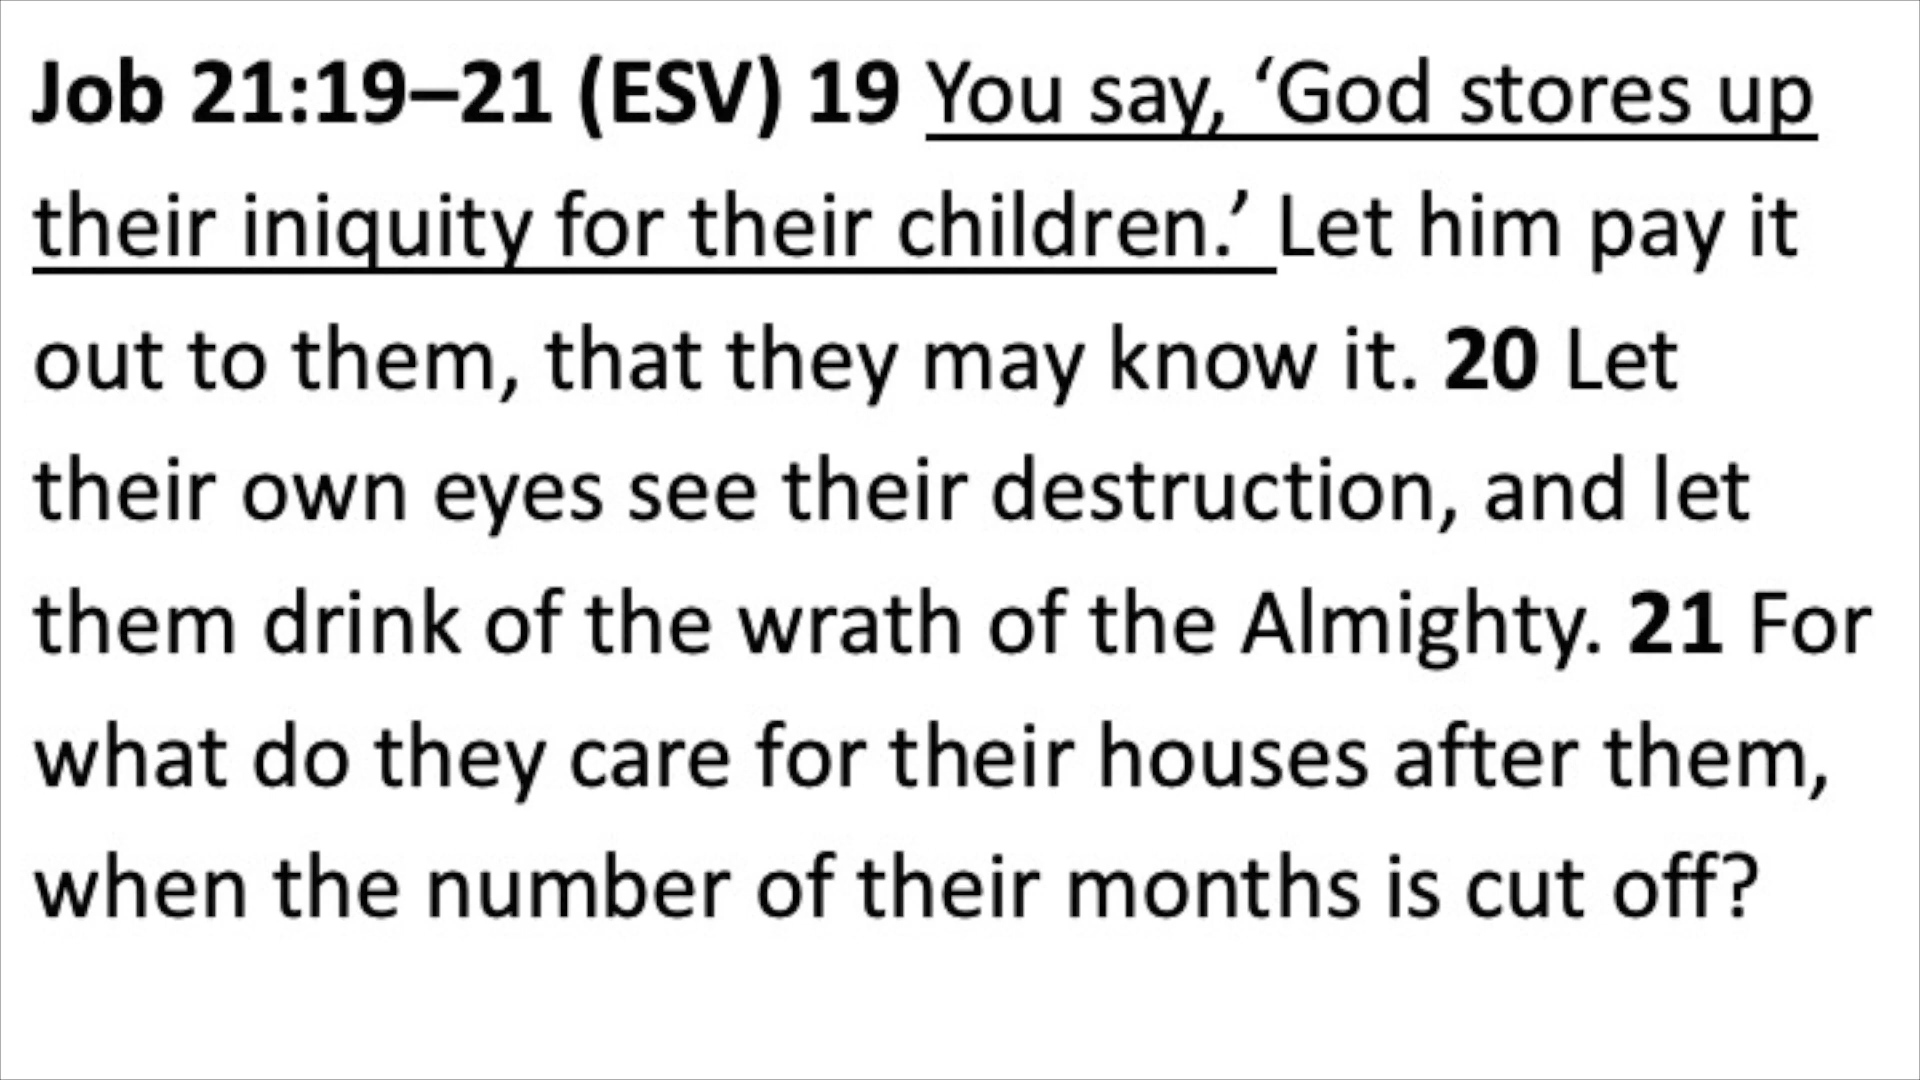 Job 21:19–21 (ESV) 19 You say, ‘God stores up
their iniquity for their children.’ Let him pay it
out to them, that they may know it. 20 Let
their own eyes see their destruction, and let
them drink of the wrath of the Almighty. 21 For
what do they care for their houses after them,
when the number of their months is cut off?